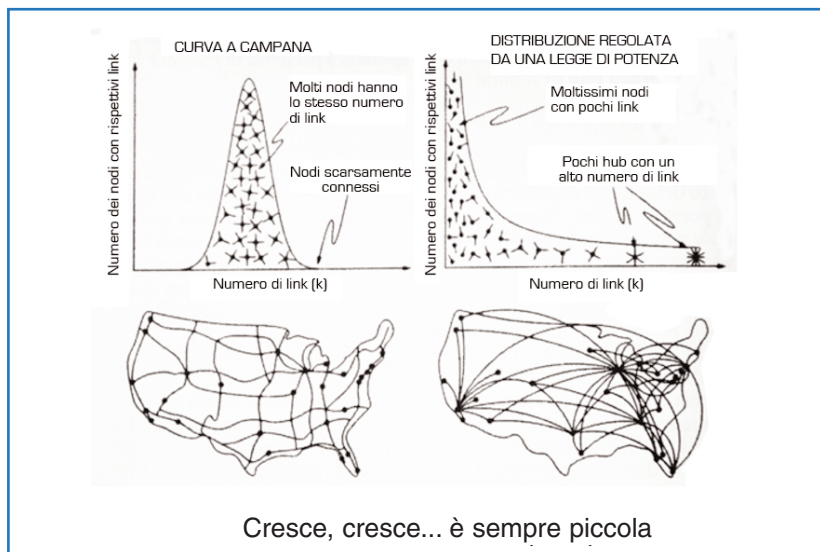 CURVA A CAMPANA
Numero dei nodi con rispettivi link
Molti nodi hanno
lo stesso numero
di link
Nodi scarsamente
connessi
Numero di link (k)
DISTRIBUZIONE REGOLATA
DA UNA LEGGE DI POTENZA
Numero dei nodi con rispettivi link
Moltissimi nodi
con pochi link
Pochi hub con un
alto numero di link
Numero di link (k)
Cresce, cresce... è sempre piccola